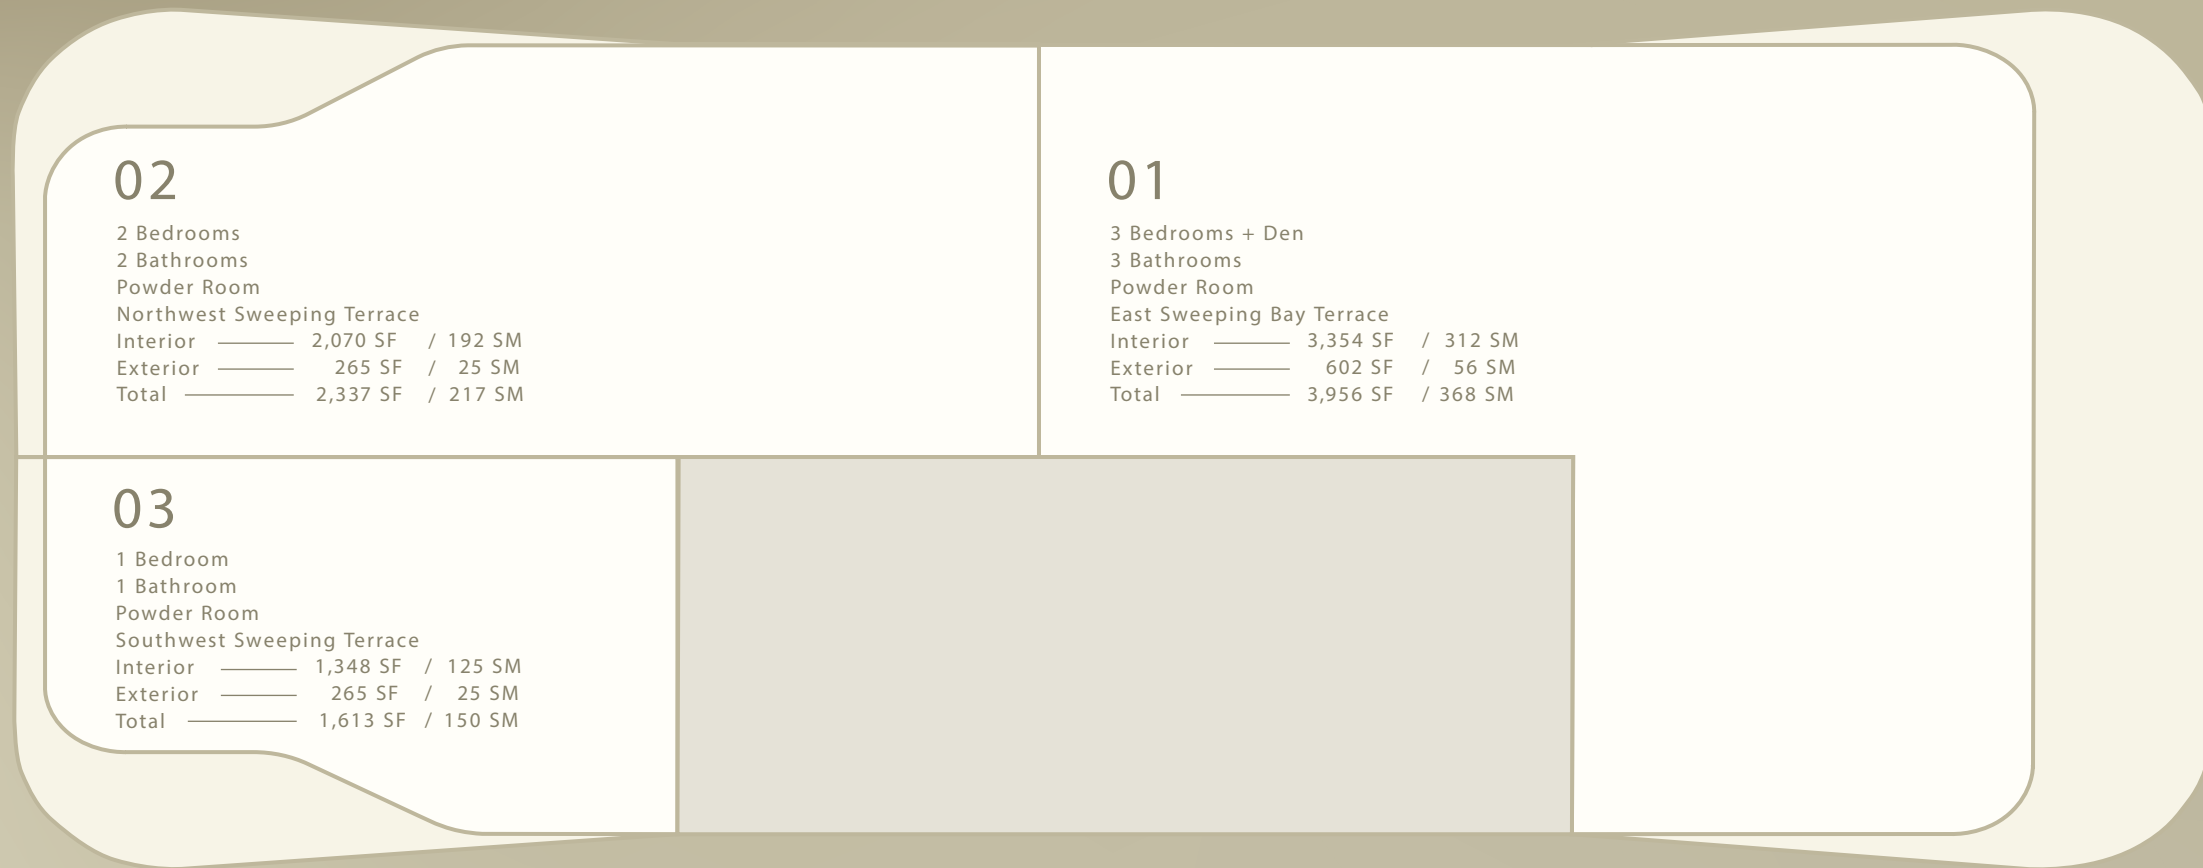 02
2 Bedrooms
2 Bathrooms
Powder Room
Northwest Sweeping Terrace
Interior 2,070 SF / 192 SM
Exterior 265 SF / 25 SM
Total 2,337 SF / 217 SM
01
3 Bedrooms + Den
3 Bathrooms
Powder Room
East Sweeping Bay Terrace
Interior 3,354 SF / 312 SM
Exterior 602 SF / 56 SM
Total 3,956 SF / 368 SM
03
1 Bedroom
1 Bathroom
Powder Room
Southwest Sweeping Terrace
Interior 1,348 SF / 125 SM
Exterior 265 SF / 25 SM
Total 1,613 SF / 150 SM